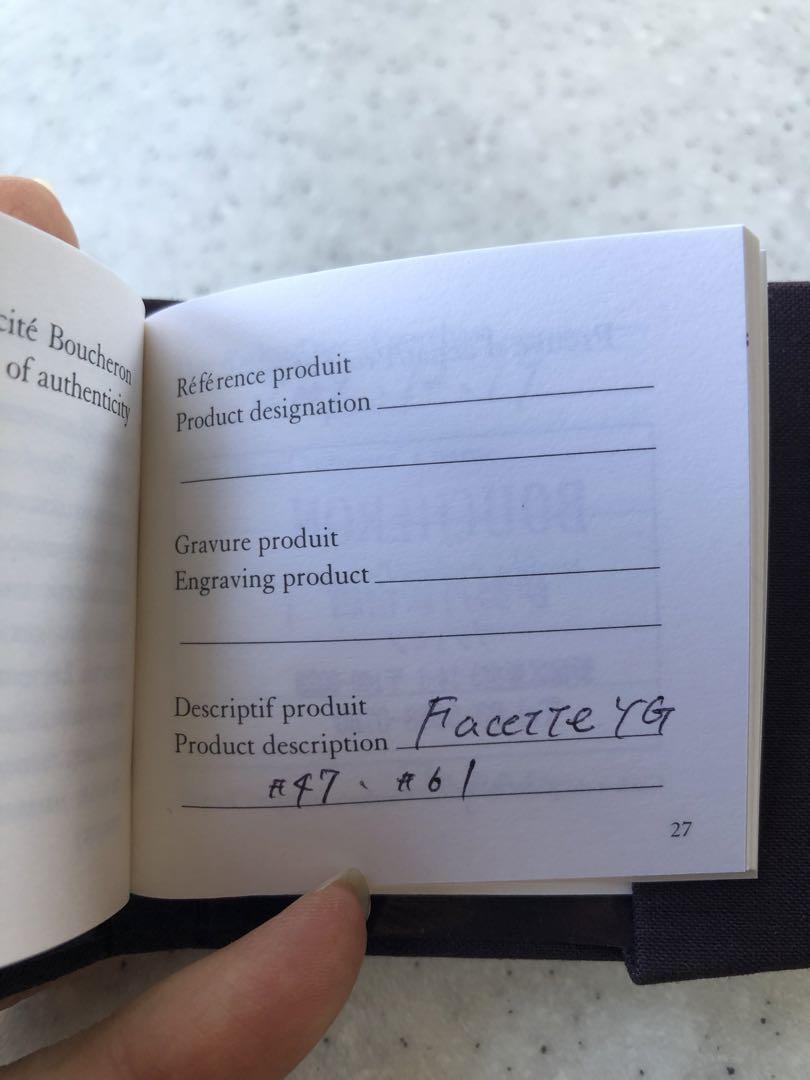 cité Boucheron
of authenticity
Référence produit
Product designation
Gravure produit
Engraving product
Descriptif produit
Product description Facette YG
#47、#61
27